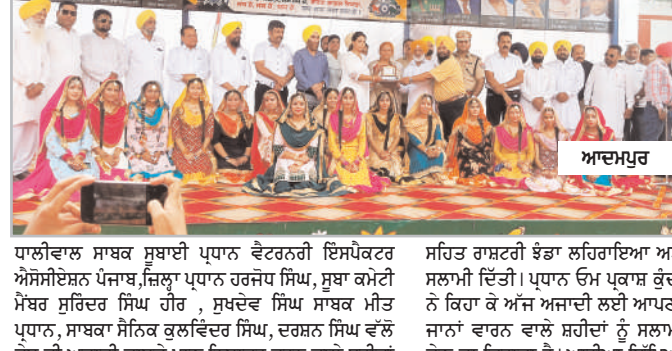 ਆਦਮਪੁਰ
ਧਾਲੀਵਾਲ ਸਾਬਕ ਸੂਬਾਈ ਪ੍ਰਧਾਨ ਵੈਟਰਨਰੀ ਇੰਸਪੈਕਟਰ
ਐਸੋਸੀਏਸ਼ਨ ਪੰਜਾਬ,ਜ਼ਿਲ੍ਹਾ ਪ੍ਰਧਾਨ ਹਰਜੋਧ ਸਿੰਘ, ਸੂਬਾ ਕਮੇਟੀ
ਮੈਂਬਰ ਸੁਰਿੰਦਰ ਸਿੰਘ ਹੀਰ , ਸੁਖਦੇਵ ਸਿੰਘ ਸਾਬਕ ਮੀਤ
ਪ੍ਰਧਾਨ, ਸਾਬਕਾ ਸੈਨਿਕ ਕੁਲਵਿੰਦਰ ਸਿੰਘ, ਦਰਸ਼ਨ ਸਿੰਘ ਵੱਲੋ
ਸਹਿਤ ਰਾਸ਼ਟਰੀ ਝੰਡਾ ਲਹਿਰਾਇਆ ਅ
ਸਲਾਮੀ ਦਿੱਤੀ। ਪ੍ਰਧਾਨ ਓਮ ਪ੍ਰਕਾਸ਼ ਕੁੰਦ
ਨੇ ਕਿਹਾ ਕੇ ਅੱਜ ਅਜਾਦੀ ਲਈ ਆਪਣ
ਜਾਨਾਂ ਵਾਰਨ ਵਾਲੇ ਸ਼ਹੀਦਾਂ ਨੂੰ ਸਲਾਮ